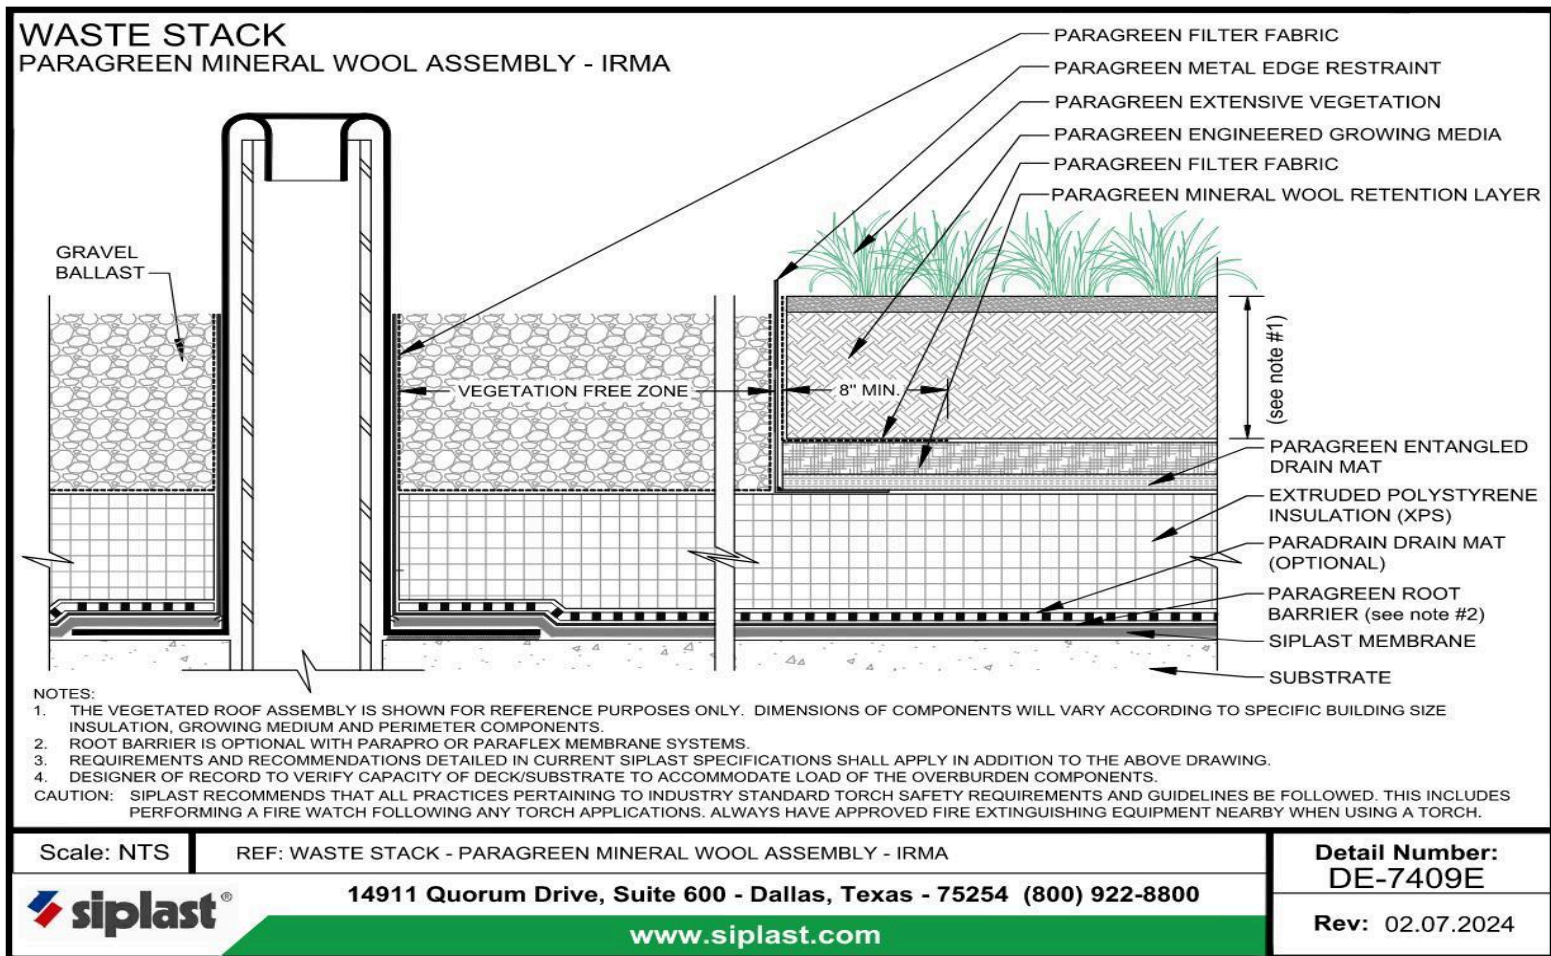 WASTE STACK
PARAGREEN MINERAL WOOL ASSEMBLY - IRMA
PARAGREEN FILTER FABRIC
PARAGREEN METAL EDGE RESTRAINT
PARAGREEN EXTENSIVE VEGETATION
PARAGREEN ENGINEERED GROWING MEDIA
PARAGREEN FILTER FABRIC
PARAGREEN MINERAL WOOL RETENTION LAYER
GRAVEL
BALLAST
VEGETATION FREE ZONE
8" MIN.
(see note #1)
PARAGREEN ENTANGLED
DRAIN MAT
EXTRUDED POLYSTYRENE
INSULATION (XPS)
PARADRAIN DRAIN MAT
(OPTIONAL)
PARAGREEN ROOT
BARRIER (see note #2)
SIPLAST MEMBRANE
SUBSTRATE
NOTES:
1. THE VEGETATED ROOF ASSEMBLY IS SHOWN FOR REFERENCE PURPOSES ONLY. DIMENSIONS OF COMPONENTS WILL VARY ACCORDING TO SPECIFIC BUILDING SIZE
INSULATION, GROWING MEDIUM AND PERIMETER COMPONENTS.
2. ROOT BARRIER IS OPTIONAL WITH PARAPRO OR PARAFLEX MEMBRANE SYSTEMS.
3. REQUIREMENTS AND RECOMMENDATIONS DETAILED IN CURRENT SIPLAST SPECIFICATIONS SHALL APPLY IN ADDITION TO THE ABOVE DRAWING.
4. DESIGNER OF RECORD TO VERIFY CAPACITY OF DECK/SUBSTRATE TO ACCOMMODATE LOAD OF THE OVERBURDEN COMPONENTS.
CAUTION: SIPLAST RECOMMENDS THAT ALL PRACTICES PERTAINING TO INDUSTRY STANDARD TORCH SAFETY REQUIREMENTS AND GUIDELINES BE FOLLOWED. THIS INCLUDES
PERFORMING A FIRE WATCH FOLLOWING ANY TORCH APPLICATIONS. ALWAYS HAVE APPROVED FIRE EXTINGUISHING EQUIPMENT NEARBY WHEN USING A TORCH.
Scale: NTS
REF: WASTE STACK - PARAGREEN MINERAL WOOL ASSEMBLY - IRMA
siplast®
14911 Quorum Drive, Suite 600 - Dallas, Texas - 75254 (800) 922-8800
www.siplast.com
Detail Number:
DE-7409E
Rev: 02.07.2024